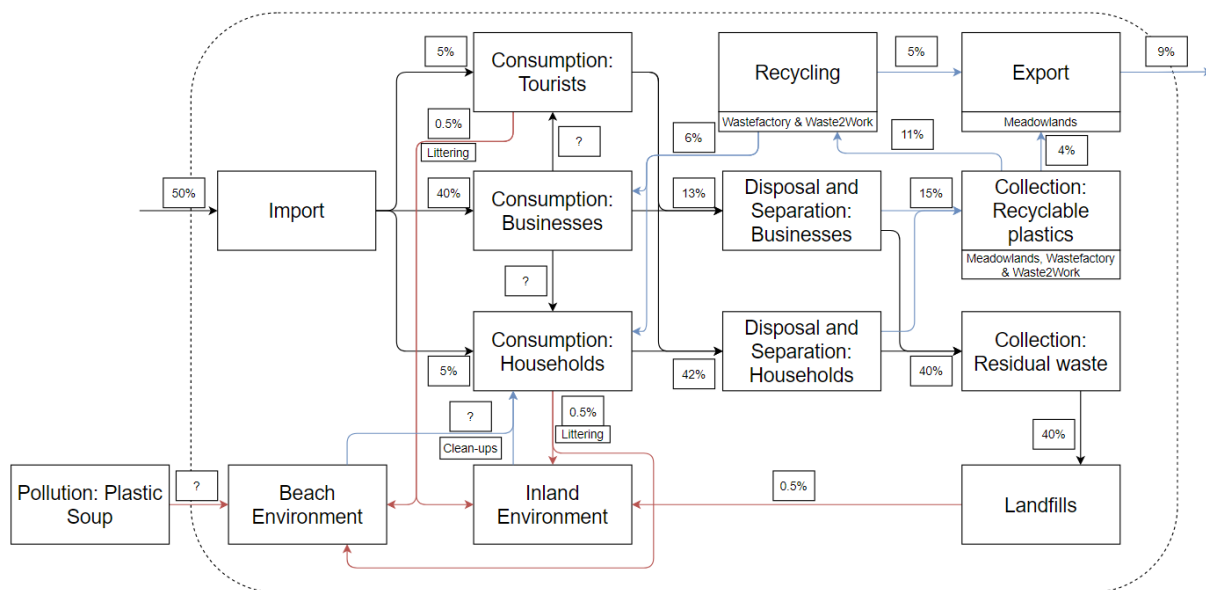 5%
Consumption:
Tourists
Recycling
Wastefactory & Waste2Work
5%
Export
Meadowlands
9%
0.5%
Littering
?
6%
11%
4%
50%
Import
40%
Consumption:
Businesses
13%
Disposal and
Separation:
Businesses
15%
Collection:
Recyclable
plastics
Meadowlands, Wastefactory
& Waste2Work
?
5%
Consumption:
Households
42%
Disposal and
Separation:
Households
40%
Collection:
Residual waste
?
Clean-ups
0.5%
Littering
40%
Pollution: Plastic
Soup
?
Beach
Environment
Inland
Environment
0.5%
Landfills